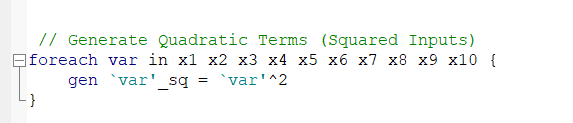 // Generate Quadratic Terms (Squared Inputs)
foreach var in x1 x2 x3 x4 x5 x6 x7 x8 x9 x10 {
gen `var'_sq = `var'^2
}